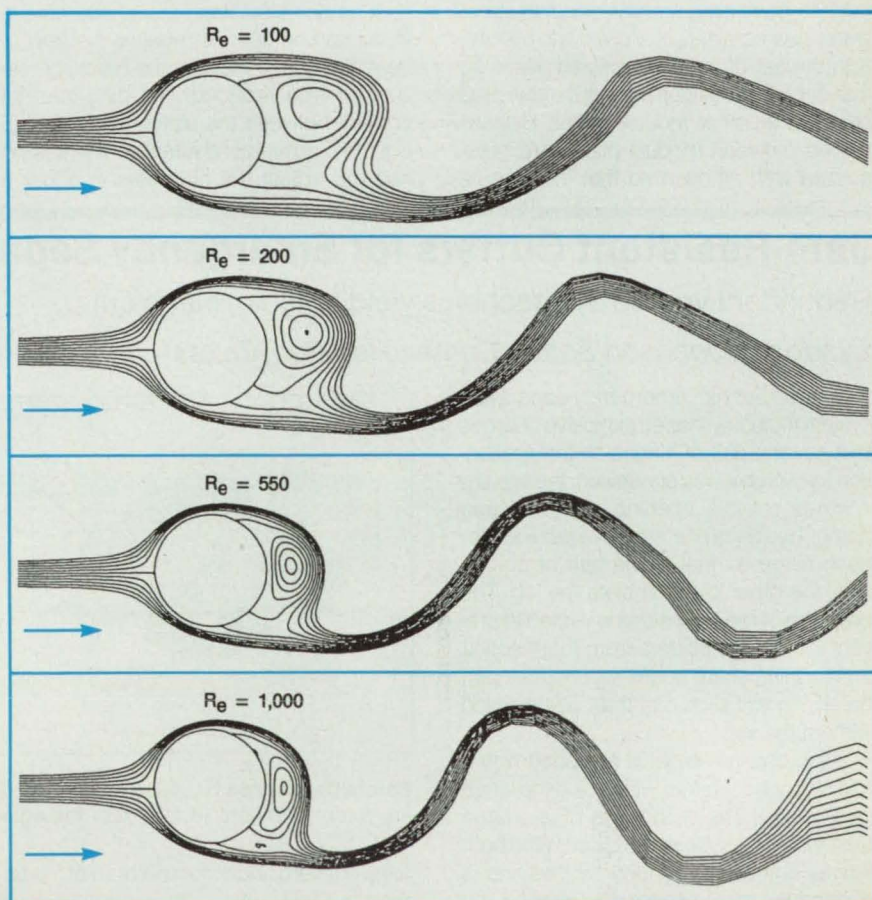 Re = 100
Re = 200
Re = 550
Re = 1,000